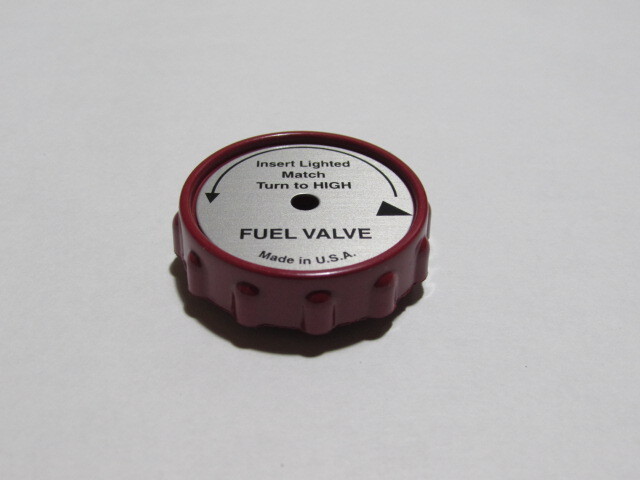 Insert Lighted
Match
Turn to HIGH
FUEL VALVE
Made in U.S.A.